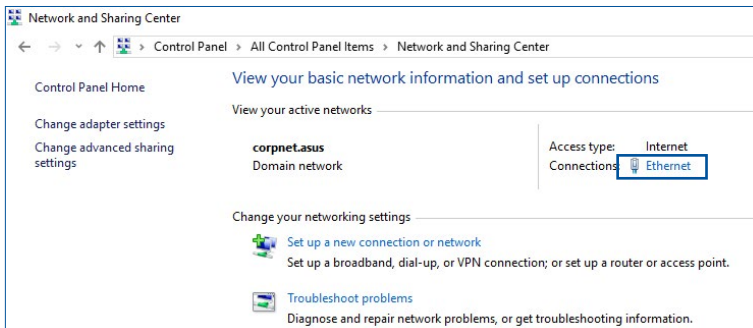 Network and Sharing Center
Control Panel > All Control Panel Items > Network and Sharing Center
Control Panel Home
Change adapter settings
Change advanced sharing
settings
View your basic network information and set up connections
View your active networks
corpnet.asus
Domain network
Access type: Internet
Connections: Ethernet
Change your networking settings
Set up a new connection or network
Set up a broadband, dial-up, or VPN connection; or set up a router or access point.
Troubleshoot problems
Diagnose and repair network problems, or get troubleshooting information.